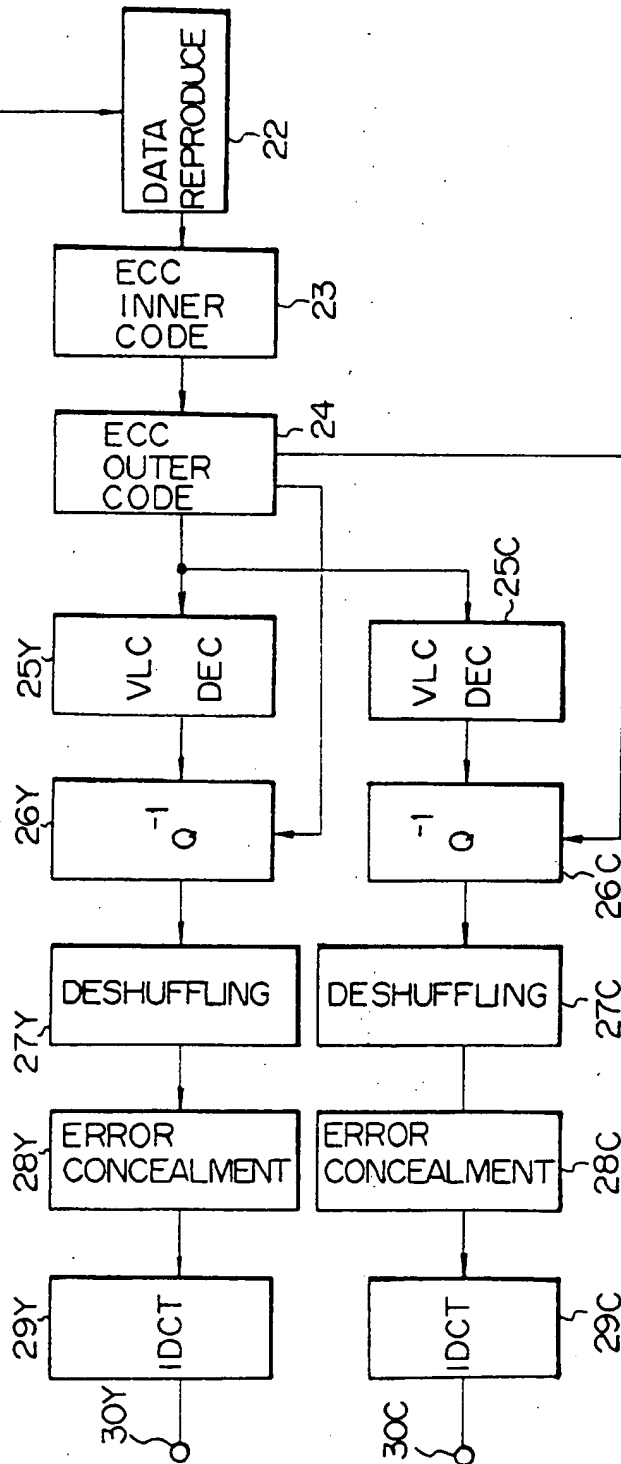 DATA
REPRODUCE
22
ECC
INNER
CODE
23
ECC
OUTER
CODE
24
25Y
VLC
DEC
25C
VLC
DEC
26Y
Q-1
26C
Q-1
27Y
DESHUFFLING
27C
DESHUFFLING
28Y
ERROR
CONCEALMENT
28C
ERROR
CONCEALMENT
29Y
IDCT
29C
IDCT
30Y
30C